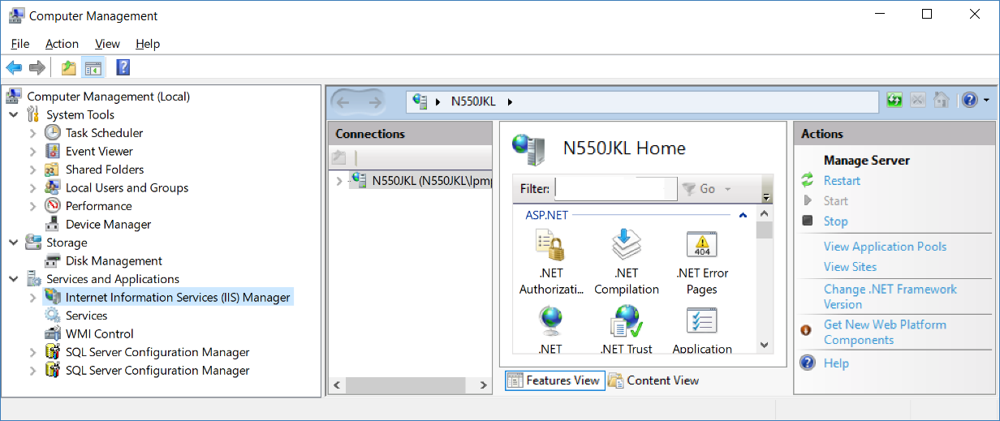 Computer Management
File Action View Help
Computer Management (Local)
System Tools
Task Scheduler
Event Viewer
Shared Folders
Local Users and Groups
Performance
Device Manager
Storage
Disk Management
Services and Applications
Internet Information Services (IIS) Manager
Services
WMI Control
SQL Server Configuration Manager
SQL Server Configuration Manager
N550JKL
Connections
N550JKL (N550JKL\lpmp
N550JKL Home
Filter: Go
ASP.NET
.NET
Authorizati...
.NET
Compilation
.NET Error
Pages
404
.NET
.NET Trust
Application
Features View Content View
Actions
Manage Server
Restart
Start
Stop
View Application Pools
View Sites
Change .NET Framework
Version
Get New Web Platform
Components
Help